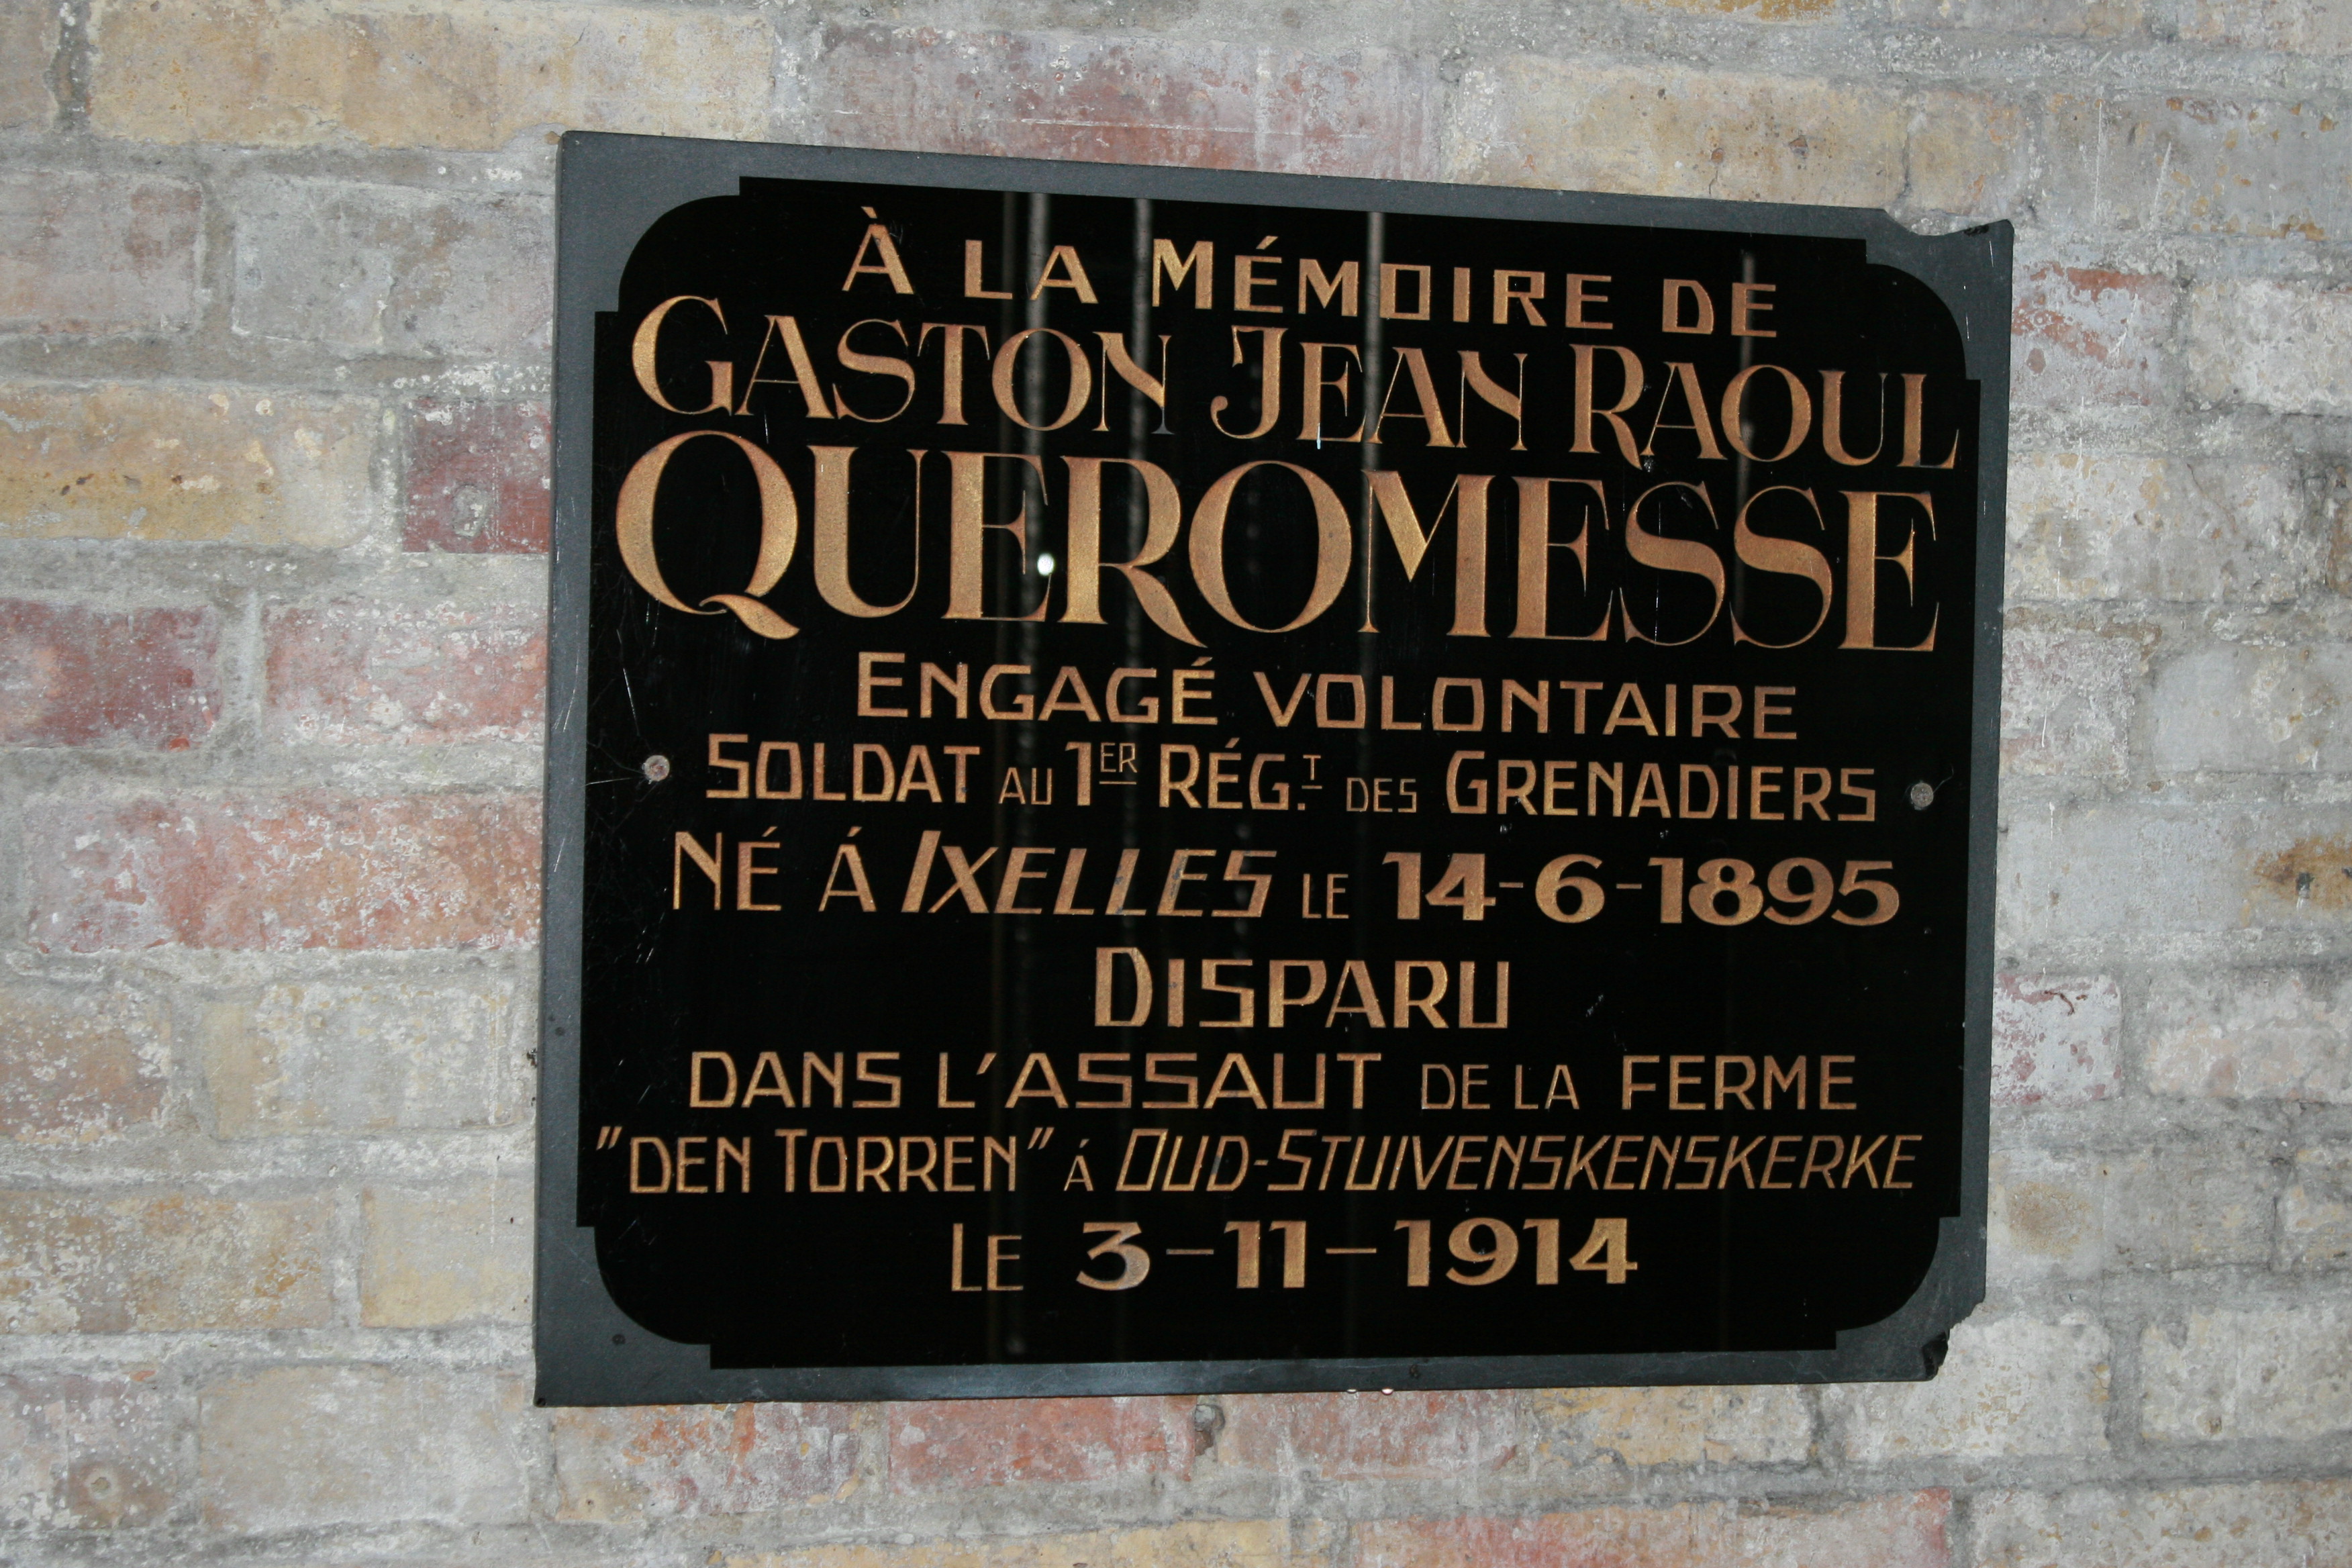 À LA MÉMOIRE DE
GASTON JEAN RAOUL
QUEROMESSE
ENGAGÉ VOLONTAIRE
SOLDAT AU 1ER RÉG.T DES GRENADIERS
NÉ Á IXELLES LE 14-6-1895
DISPARU
DANS L'ASSAUT DE LA FERME
"DEN TORREN" Á OUD-STUIVENSKENSKERKE
LE 3-11-1914